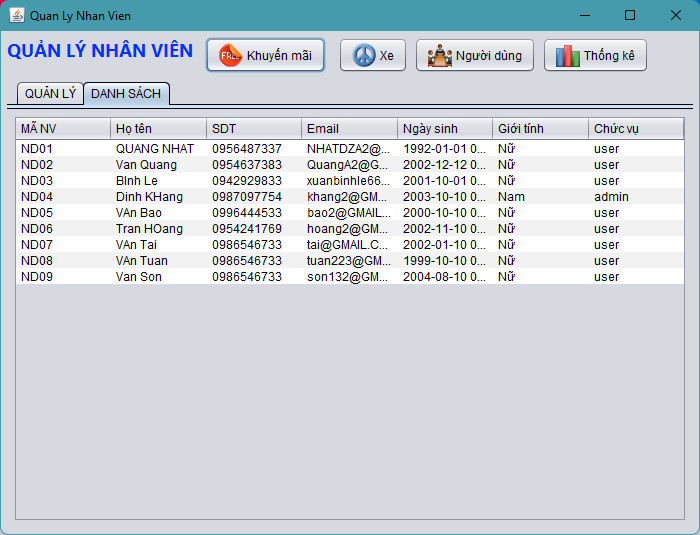 Quan Ly Nhan Vien
QUẢN LÝ NHÂN VIÊN FREE Khuyến mãi Xe Người dùng Thống kê
QUẢN LÝ DANH SÁCH
MÃ NV Họ tên SDT Email Ngày sinh Giới tính Chức vụ
ND01 QUANG NHAT 0956487337 NHATDZA2@... 1992-01-01 0... Nữ user
ND02 Van Quang 0954637383 QuangA2@G... 2002-12-12 0... Nữ user
ND03 BInh Le 0942929833 xuanbinhle66... 2001-10-01 0... Nữ user
ND04 Dinh KHang 0987097754 khang2@GM... 2003-10-10 0... Nam admin
ND05 VAn Bao 0996444533 bao2@GMAIL... 2000-10-10 0... Nữ user
ND06 Tran HOang 0954241769 hoang2@GM... 2002-11-10 0... Nữ user
ND07 VAn Tai 0986546733 tai@GMAIL.C... 2002-01-10 0... Nữ user
ND08 VAn Tuan 0986546733 tuan223@GM... 1999-10-10 0... Nữ user
ND09 Van Son 0986546733 son132@GM... 2004-08-10 0... Nữ user